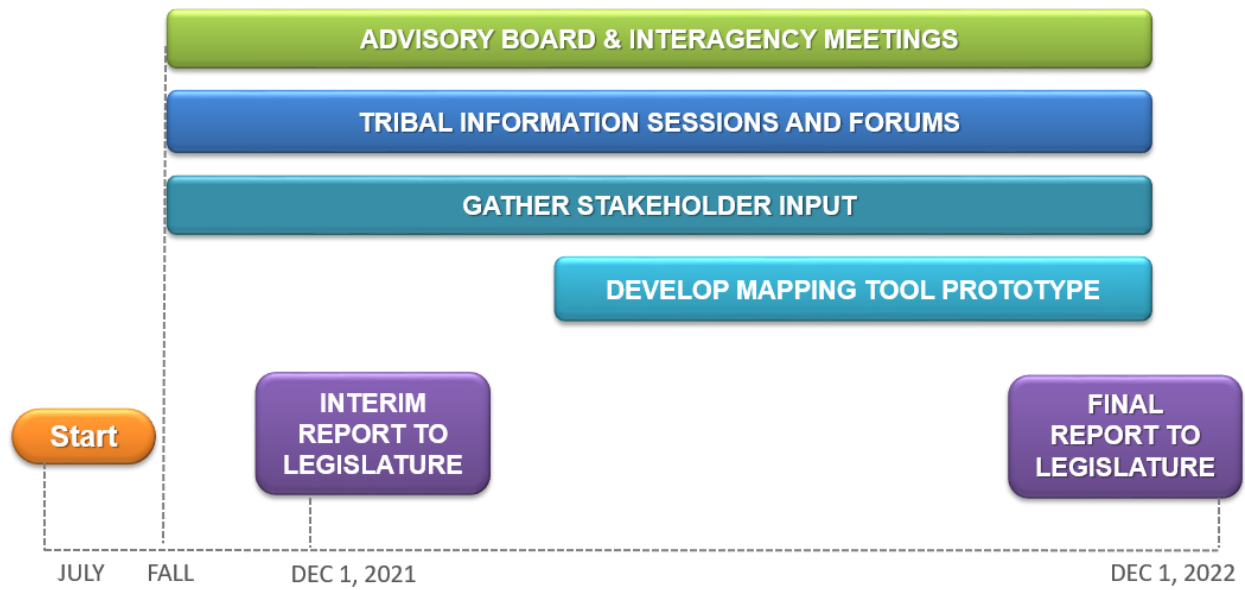 ADVISORY BOARD & INTERAGENCY MEETINGS
TRIBAL INFORMATION SESSIONS AND FORUMS
GATHER STAKEHOLDER INPUT
DEVELOP MAPPING TOOL PROTOTYPE
Start
INTERIM
REPORT TO
LEGISLATURE
FINAL
REPORT TO
LEGISLATURE
JULY
FALL
DEC 1, 2021
DEC 1, 2022